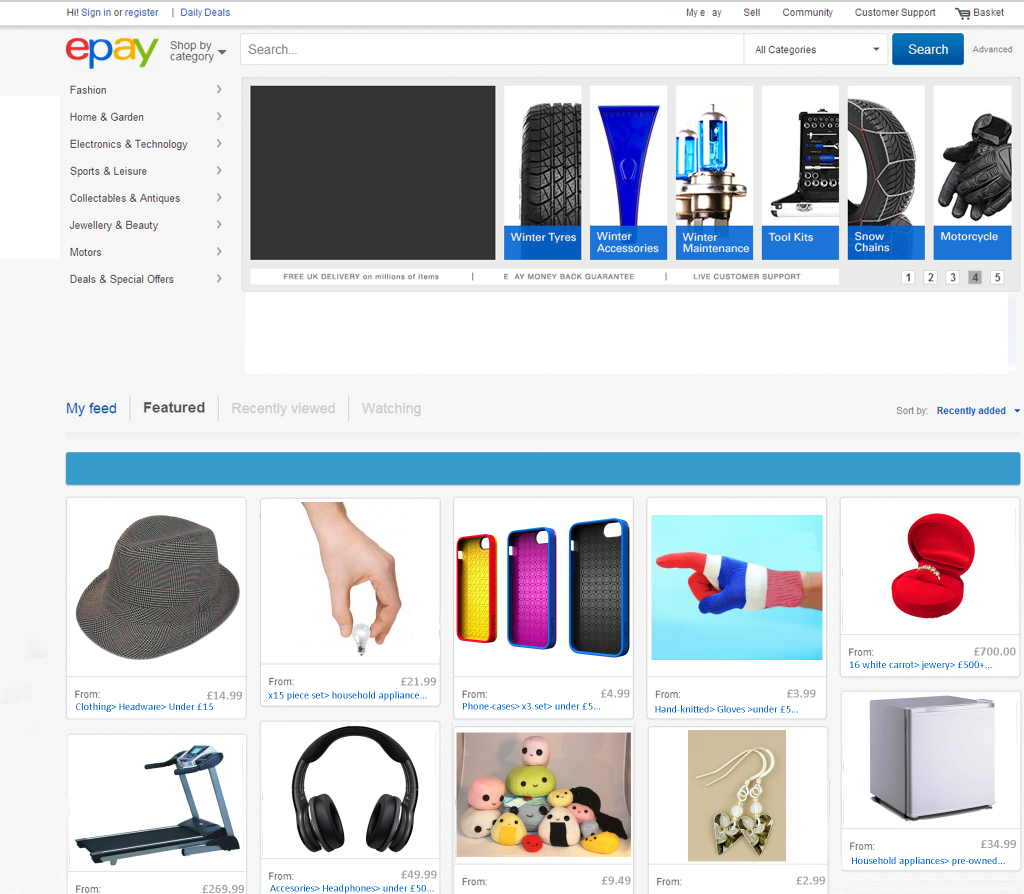 Hi! Sign in or register | Daily Deals
My e ay Sell Community Customer Support Basket
epay
Shop by
category
Search...
All Categories
Search
Advanced
Fashion
Home & Garden
Electronics & Technology
Sports & Leisure
Collectables & Antiques
Jewellery & Beauty
Motors
Deals & Special Offers
Winter Tyres
Winter
Accessories
Winter
Maintenance
Tool Kits
Snow
Chains
Motorcycle
FREE UK DELIVERY on millions of items | E AY MONEY BACK GUARANTEE | LIVE CUSTOMER SUPPORT
1 2 3 4 5
My feed Featured Recently viewed Watching
Sort by: Recently added
From: £14.99
Clothing> Headware> Under £15
From: £21.99
x15 piece set> household appliance...
From: £4.99
Phone-cases> x3 set> under £5...
From: £3.99
Hand-knitted> Gloves >under £5...
From: £700.00
16 white carrot> jewery> £500+...
From: £269.99
From: £49.99
Accesories> Headphones> under £50...
From: £9.49
From: £2.99
From: £34.99
Household appliances> pre-owned...